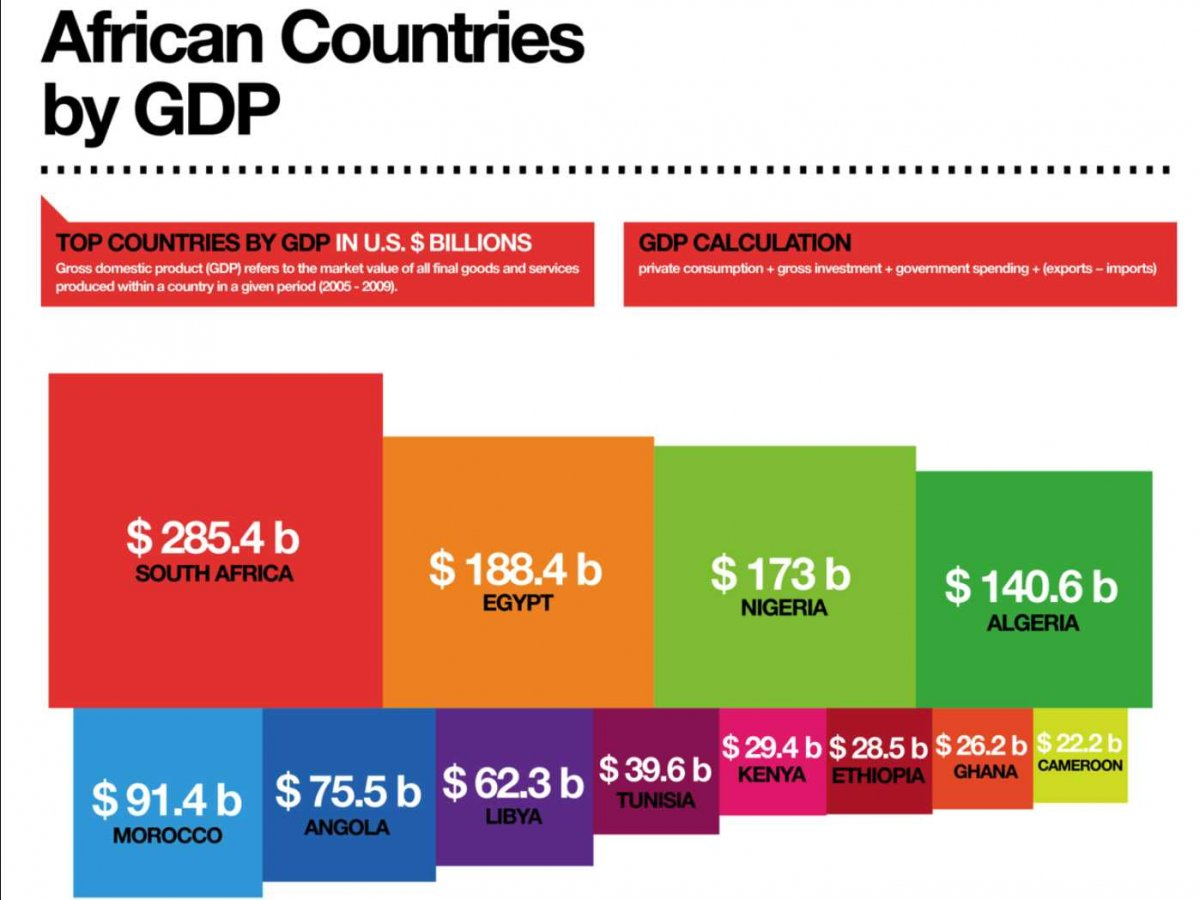 African Countries
by GDP
TOP COUNTRIES BY GDP IN U.S. $ BILLIONS
Gross domestic product (GDP) refers to the market value of all final goods and services
produced within a country in a given period (2005 - 2009).
GDP CALCULATION
private consumption + gross investment + government spending + (exports – imports)
$ 285.4 b
SOUTH AFRICA
$ 188.4 b
EGYPT
$ 173 b
NIGERIA
$ 140.6 b
ALGERIA
$ 91.4 b
MOROCCO
$ 75.5 b
ANGOLA
$ 62.3 b
LIBYA
$ 39.6 b
TUNISIA
$ 29.4 b
KENYA
$ 28.5 b
ETHIOPIA
$ 26.2 b
GHANA
$ 22.2 b
CAMEROON